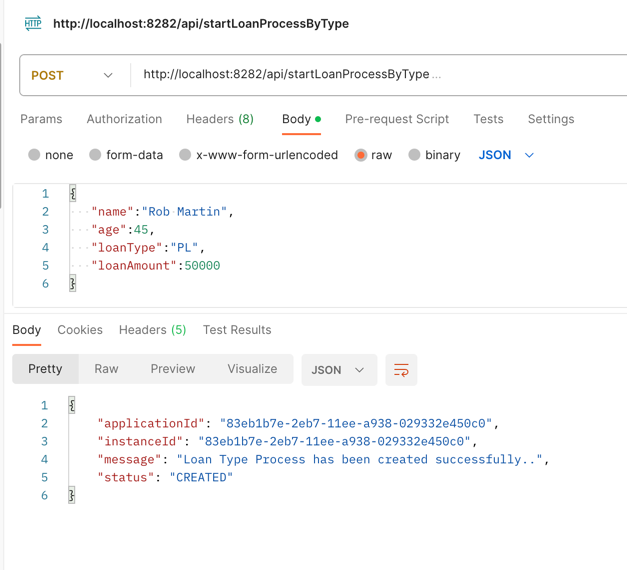 HTTP http://localhost:8282/api/startLoanProcessByType
POST http://localhost:8282/api/startLoanProcessByType ...
Params Authorization Headers (8) Body Pre-request Script Tests Settings
none form-data x-www-form-urlencoded raw binary JSON
1 {
2 "name":"Rob Martin",
3 "age":45,
4 "loanType":"PL",
5 "loanAmount":50000
6 }
Body Cookies Headers (5) Test Results
Pretty Raw Preview Visualize JSON
1 {
2 "applicationId": "83eb1b7e-2eb7-11ee-a938-029332e450c0",
3 "instanceId": "83eb1b7e-2eb7-11ee-a938-029332e450c0",
4 "message": "Loan Type Process has been created successfully..",
5 "status": "CREATED"
6 }